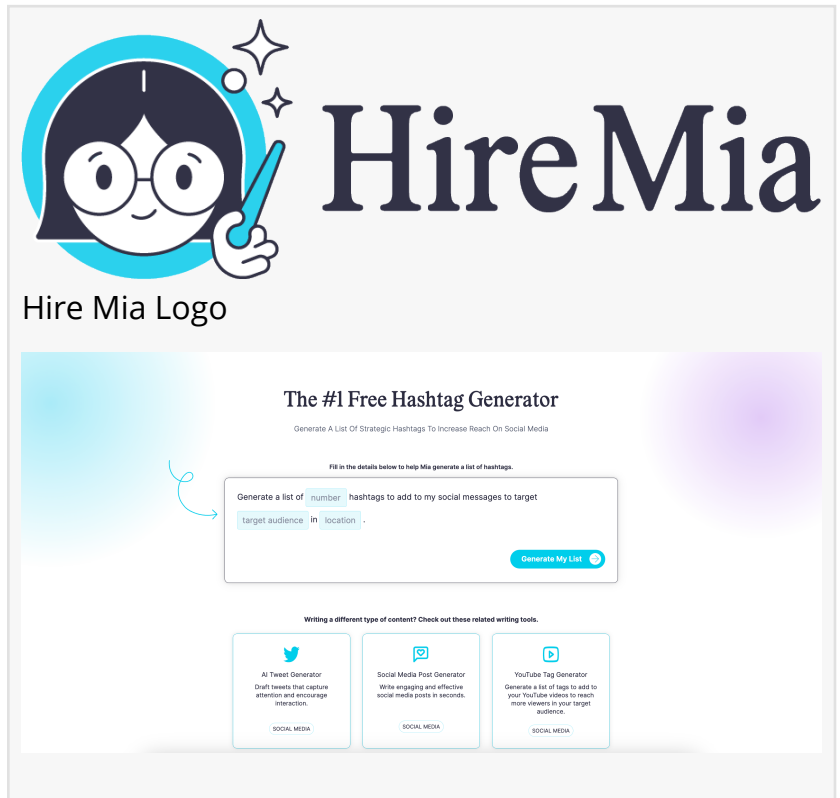 Hire Mia
Hire Mia Logo
The #1 Free Hashtag Generator
Generate A List Of Strategic Hashtags To Increase Reach On Social Media
Fill in the details below to help Mia generate a list of hashtags.
Generate a list of number hashtags to add to my social messages to target
target audience in location .
Generate My List
Writing a different type of content? Check out these related writing tools.
AI Tweet Generator
Draft tweets that capture
attention and encourage
interaction.
SOCIAL MEDIA
Social Media Post Generator
Write engaging and effective
social media posts in seconds.
SOCIAL MEDIA
YouTube Tag Generator
Generate a list of tags to add to
your YouTube videos to reach
more viewers in your target
audience.
SOCIAL MEDIA